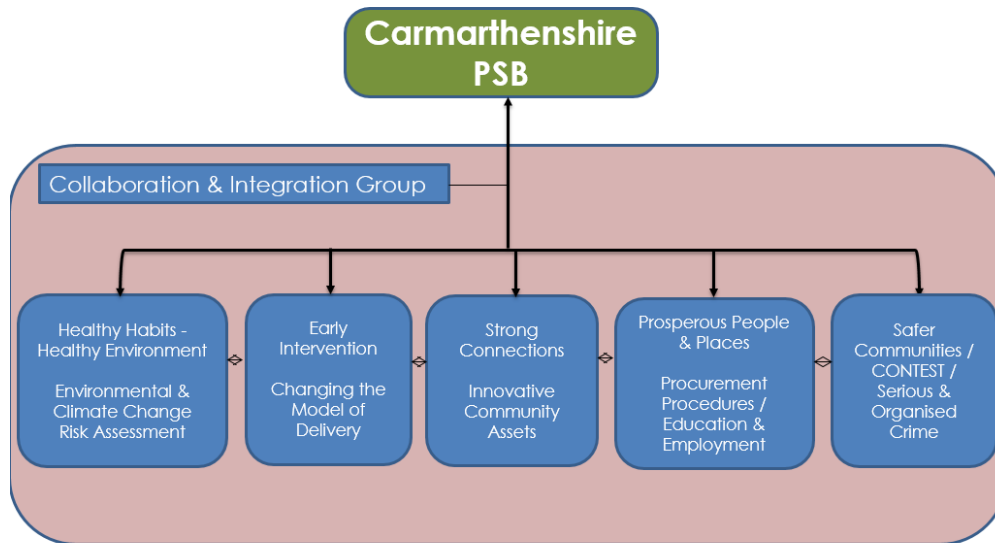 Carmarthenshire
PSB
Collaboration & Integration Group
Healthy Habits -
Healthy Environment
Environmental &
Climate Change
Risk Assessment
Early
Intervention
Changing the
Model of
Delivery
Strong
Connections
Innovative
Community
Assets
Prosperous People
& Places
Procurement
Procedures /
Education &
Employment
Safer
Communities /
CONTEST /
Serious &
Organised
Crime